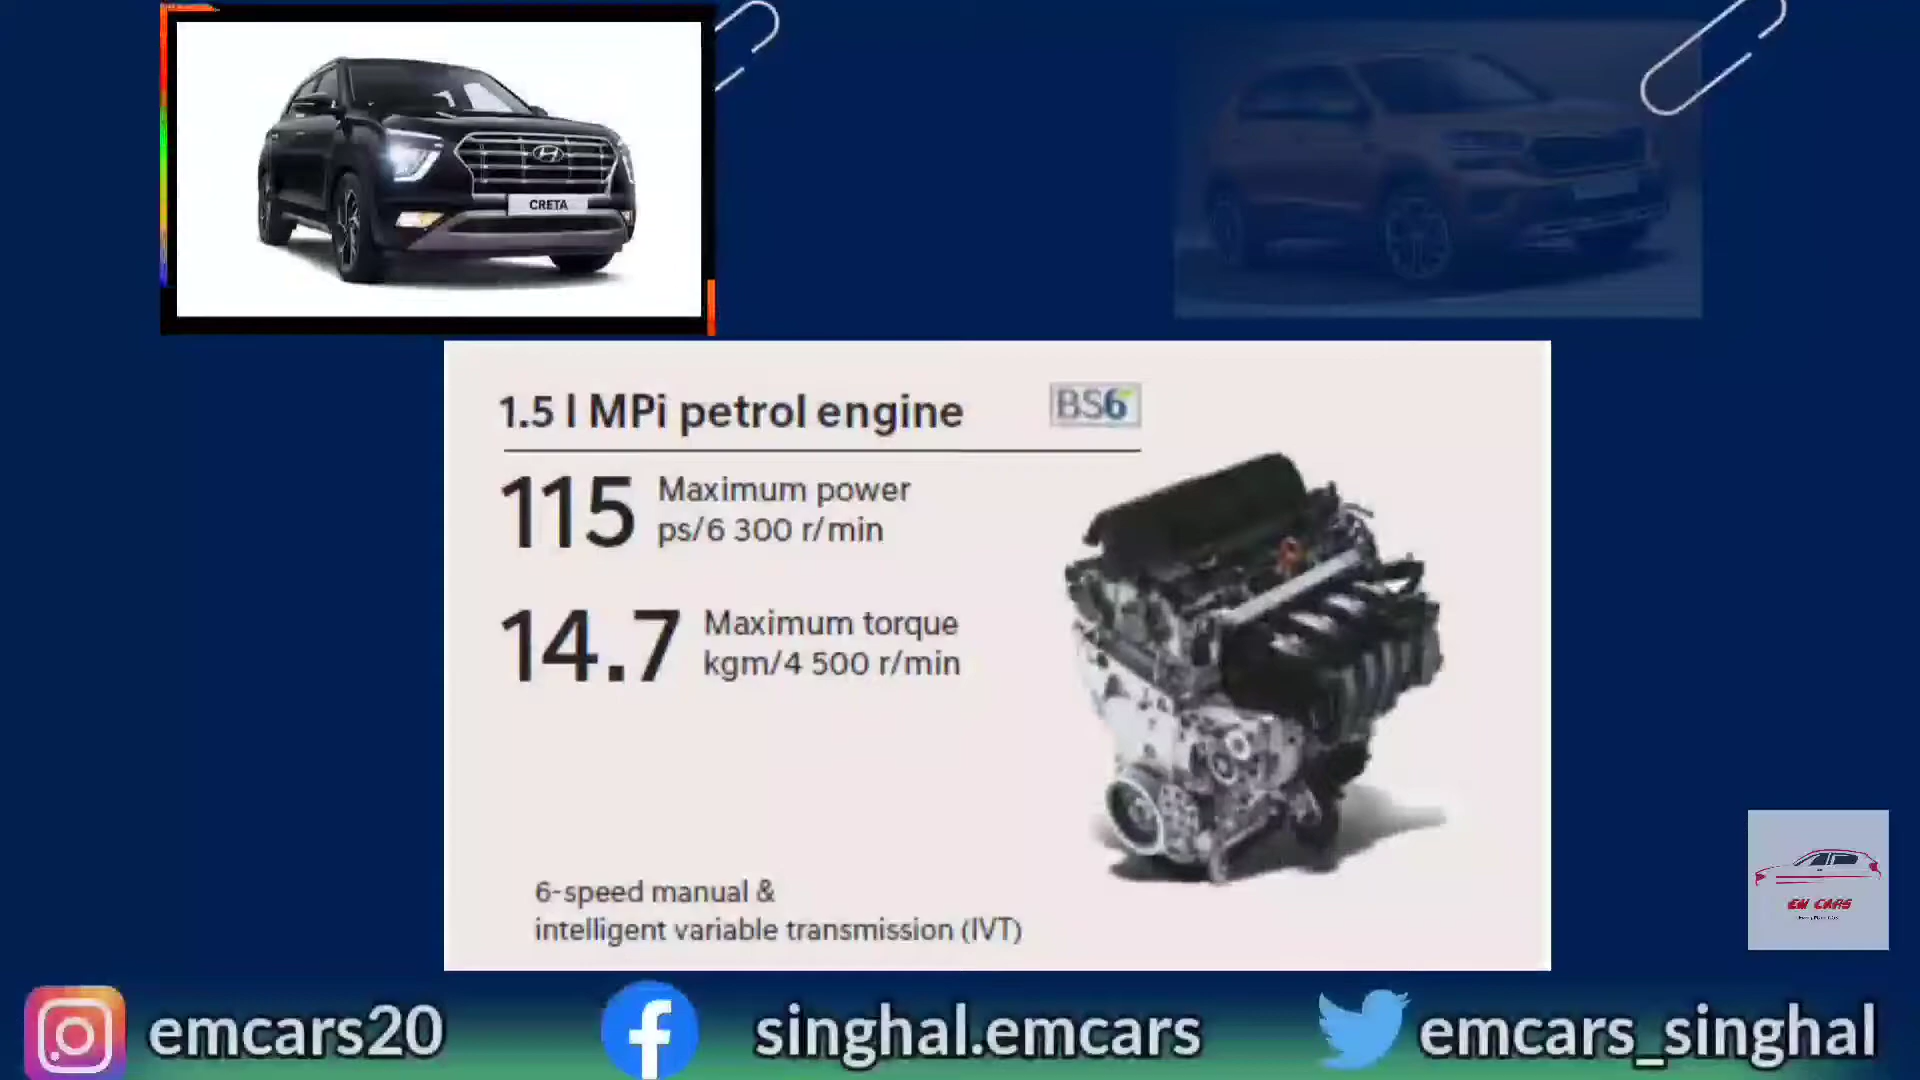 CRETA
1.5 l MPi petrol engine
BS6
115 Maximum power
ps/6 300 r/min
14.7 Maximum torque
kgm/4 500 r/min
6-speed manual &
intelligent variable transmission (IVT)
EM CARS
emcars20
singhal.emcars
emcars_singhal